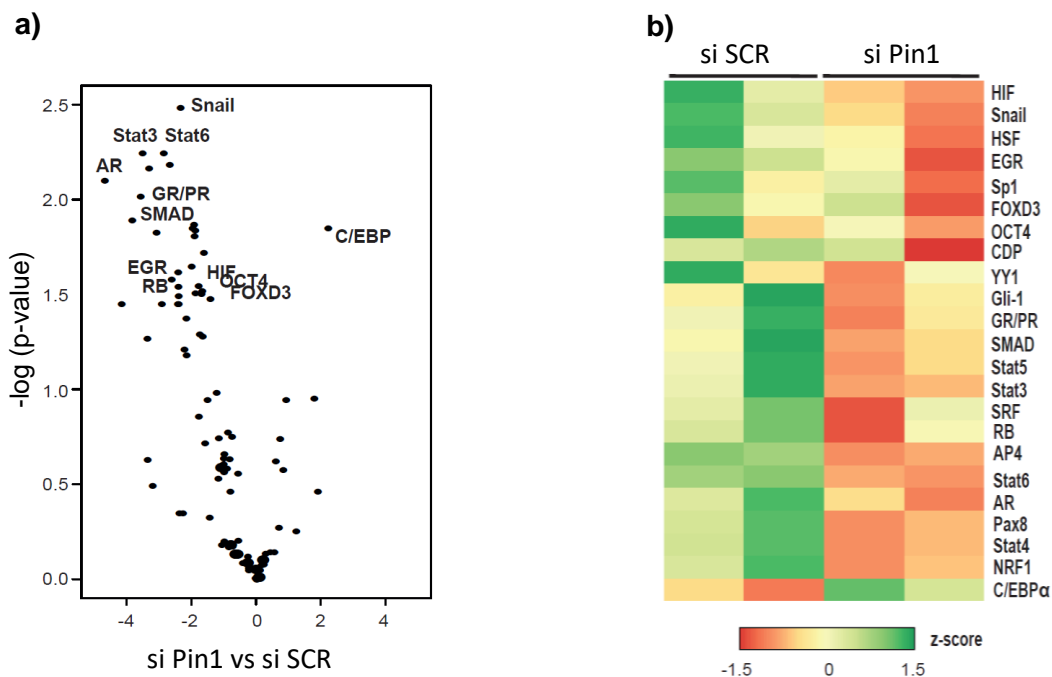 a)
-log (p-value)
2.5
2.0
1.5
1.0
0.5
0.0
Snail
Stat3 Stat6
AR
GR/PR
SMAD
C/EBP
EGR HIF
RB OCT4
FOXD3
-4 -2 0 2 4
si Pin1 vs si SCR
b)
si SCR si Pin1
HIF
Snail
HSF
EGR
Sp1
FOXD3
OCT4
CDP
YY1
Gli-1
GR/PR
SMAD
Stat5
Stat3
SRF
RB
AP4
Stat6
AR
Pax8
Stat4
NRF1
C/EBPα
z-score
-1.5 0 1.5